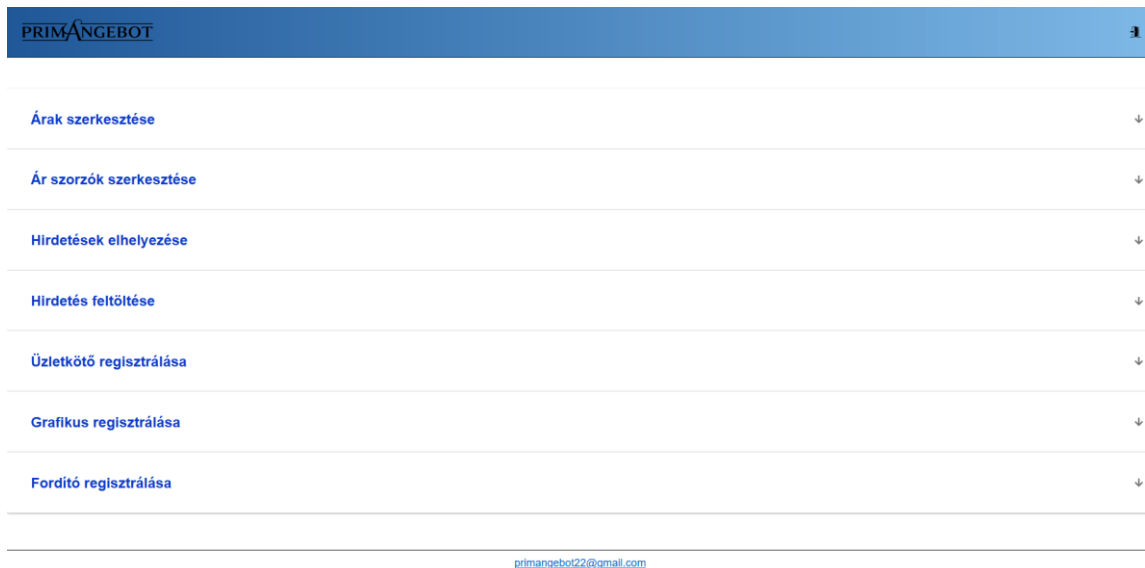 PRIMANGEBOT
Árak szerkesztése
Ár szorzók szerkesztése
Hirdetések elhelyezése
Hirdetés feltöltése
Üzletkötő regisztrálása
Grafikus regisztrálása
Fordító regisztrálása
primangebot22@gmail.com